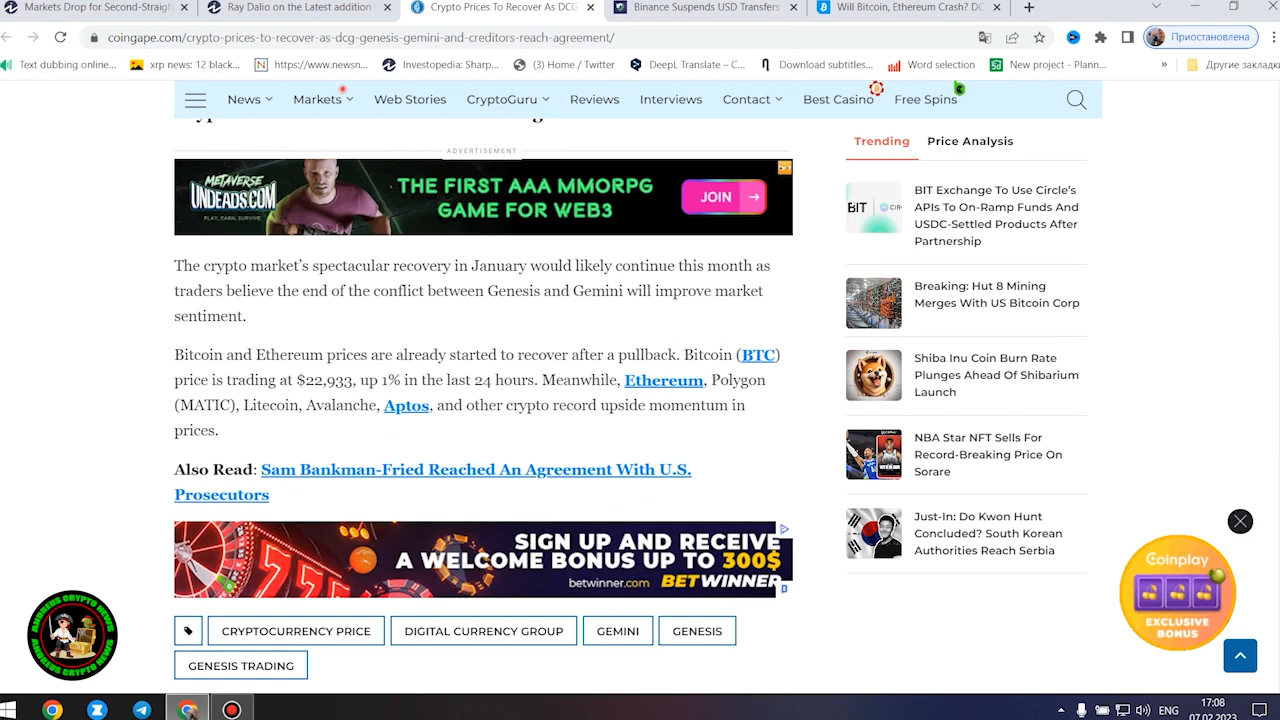 Markets Drop for Second-Straigh
Ray Dalio on the Latest addition
Crypto Prices To Recover As DCG
Binance Suspends USD Transfers
Will Bitcoin, Ethereum Crash? DC
coingape.com/crypto-prices-to-recover-as-dcg-genesis-gemini-and-creditors-reach-agreement/
Приостановлена
Text dubbing online...
xrp news: 12 black...
https://www.newsn...
Investopedia: Sharp...
(3) Home / Twitter
DeepL Translate – C...
Download subtitles...
Word selection
New project - Plann...
»
Другие закладки
News
Markets
Web Stories
CryptoGuru
Reviews
Interviews
Contact
Best Casino
Free Spins
ADVERTISEMENT
METAVERSE
UNDEADS.COM
PLAY, EARN, SURVIVE
THE FIRST AAA MMORPG
GAME FOR WEB3
JOIN
The crypto market's spectacular recovery in January would likely continue this month as
traders believe the end of the conflict between Genesis and Gemini will improve market
sentiment.
Bitcoin and Ethereum prices are already started to recover after a pullback. Bitcoin (BTC)
price is trading at $22,933, up 1% in the last 24 hours. Meanwhile, Ethereum, Polygon
(MATIC), Litecoin, Avalanche, Aptos, and other crypto record upside momentum in
prices.
Also Read: Sam Bankman-Fried Reached An Agreement With U.S.
Prosecutors
SIGN UP AND RECEIVE
A WELCOME BONUS UP TO 300$
betwinner.com BETWINNER
CRYPTOCURRENCY PRICE
DIGITAL CURRENCY GROUP
GEMINI
GENESIS
GENESIS TRADING
Trending
Price Analysis
BIT
BIT Exchange To Use Circle's
APIs To On-Ramp Funds And
USDC-Settled Products After
Partnership
Breaking: Hut 8 Mining
Merges With US Bitcoin Corp
Shiba Inu Coin Burn Rate
Plunges Ahead Of Shibarium
Launch
NBA Star NFT Sells For
Record-Breaking Price On
Sorare
Just-In: Do Kwon Hunt
Concluded? South Korean
Authorities Reach Serbia
Coinplay
EXCLUSIVE
BONUS
ANDREUS CRYPTO NEWS
ANDREUS CRYPTO NEWS
ENG
17:08
07.02.2023